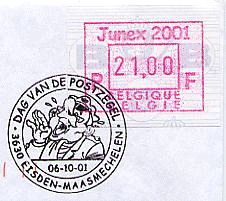 Junex 2001
21,00
B F
BELGIQUE
BELGIE
DAG VAN DE POSTZEGEL
06-10-01
• 3630 EISDEN-MAASMECHELEN •